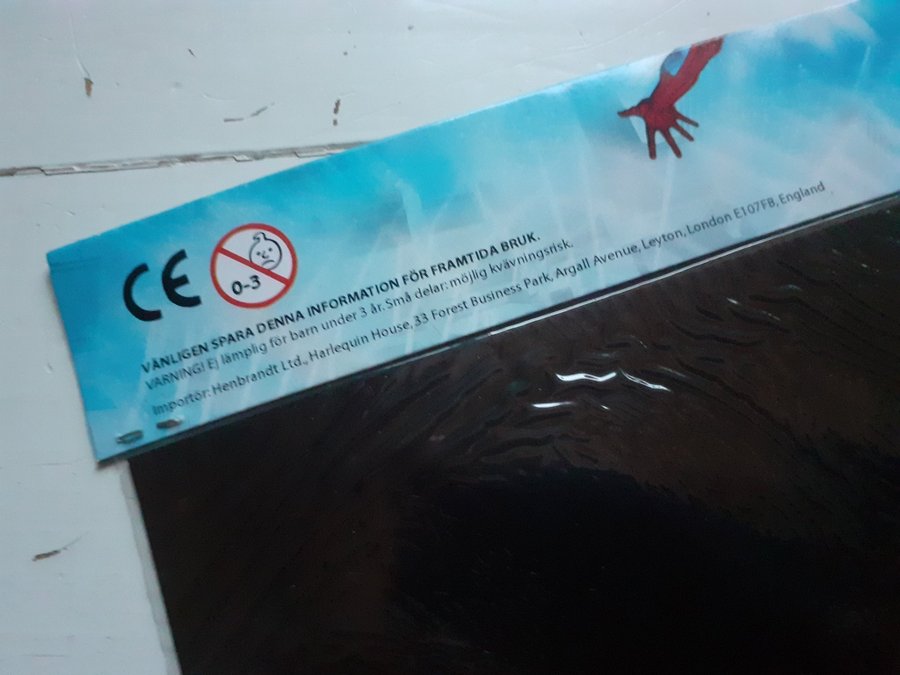 CE
0-3
VÄNLIGEN SPARA DENNA INFORMATION FÖR FRAMTIDA BRUK.
VARNING! Ej lämplig för barn under 3 år. Små delar: möjlig kvävningsrisk.
Importör: Henbrandt Ltd., Harlequin House, 33 Forest Business Park, Argall Avenue, Leyton, London E107FB, England